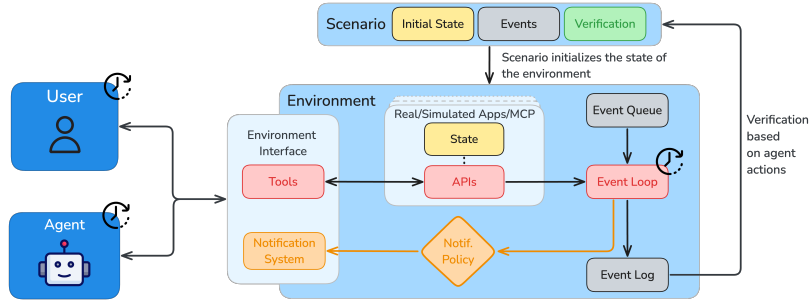 Scenario
Initial State
Events
Verification
Scenario initializes the state of
the environment
User
Agent
Environment
Environment
Interface
Tools
Notification
System
Real/Simulated Apps/MCP
State
APIs
Notif.
Policy
Event Queue
Event Loop
Event Log
Verification
based
on agent
actions